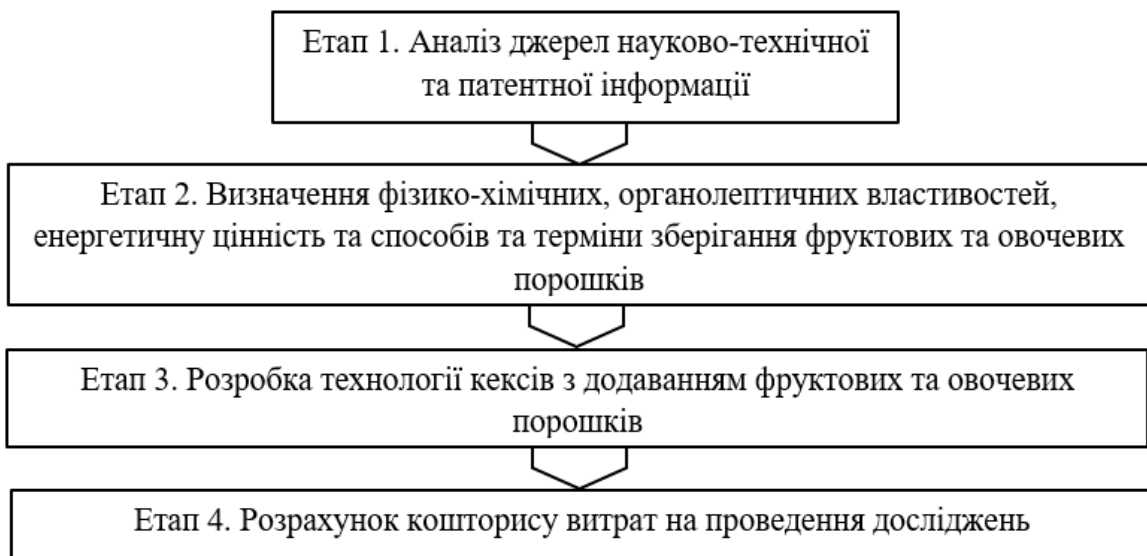 Етап 1. Аналіз джерел науково-технічної
та патентної інформації
Етап 2. Визначення фізико-хімічних, органолептичних властивостей,
енергетичну цінність та способів та терміни зберігання фруктових та овочевих
порошків
Етап 3. Розробка технології кексів з додаванням фруктових та овочевих
порошків
Етап 4. Розрахунок кошторису витрат на проведення досліджень